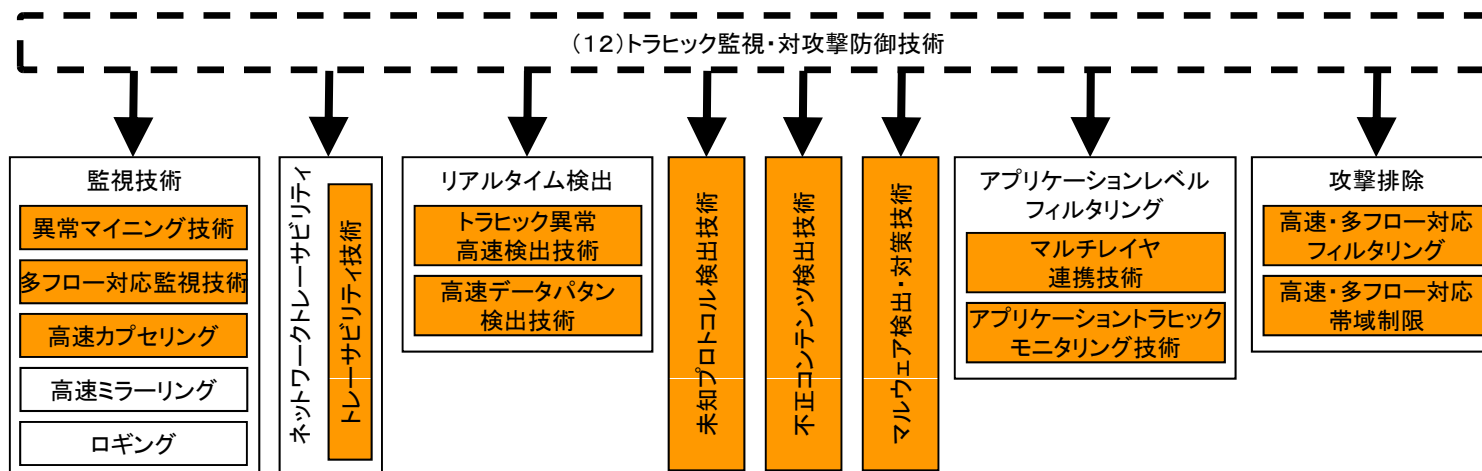 (12)トラヒック監視・対攻撃防御技術
監視技術
異常マイニング技術
多フロー対応監視技術
高速カプセリング
高速ミラーリング
ロギング
ネットワークトレーサビリティ
トレーサビリティ技術
リアルタイム検出
トラヒック異常
高速検出技術
高速データパタン
検出技術
未知プロトコル検出技術
不正コンテンツ検出技術
マルウェア検出・対策技術
アプリケーションレベル
フィルタリング
マルチレイヤ
連携技術
アプリケーショントラヒック
モニタリング技術
攻撃排除
高速・多フロー対応
フィルタリング
高速・多フロー対応
帯域制限